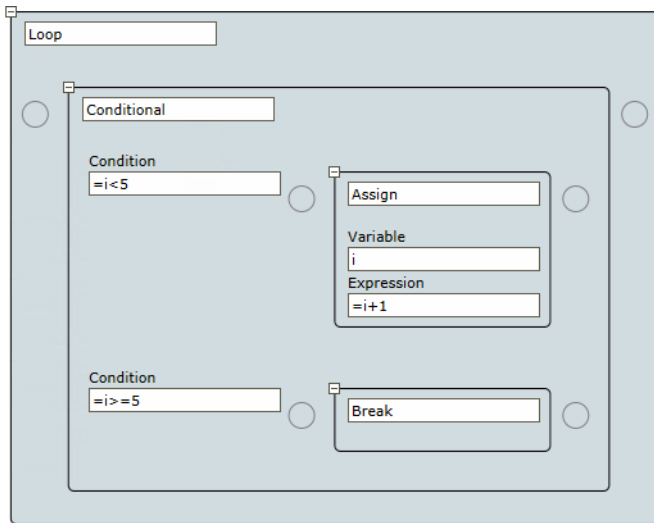 Loop
Conditional
Condition
=i<5
Assign
Variable
i
Expression
=i+1
Condition
=i>=5
Break